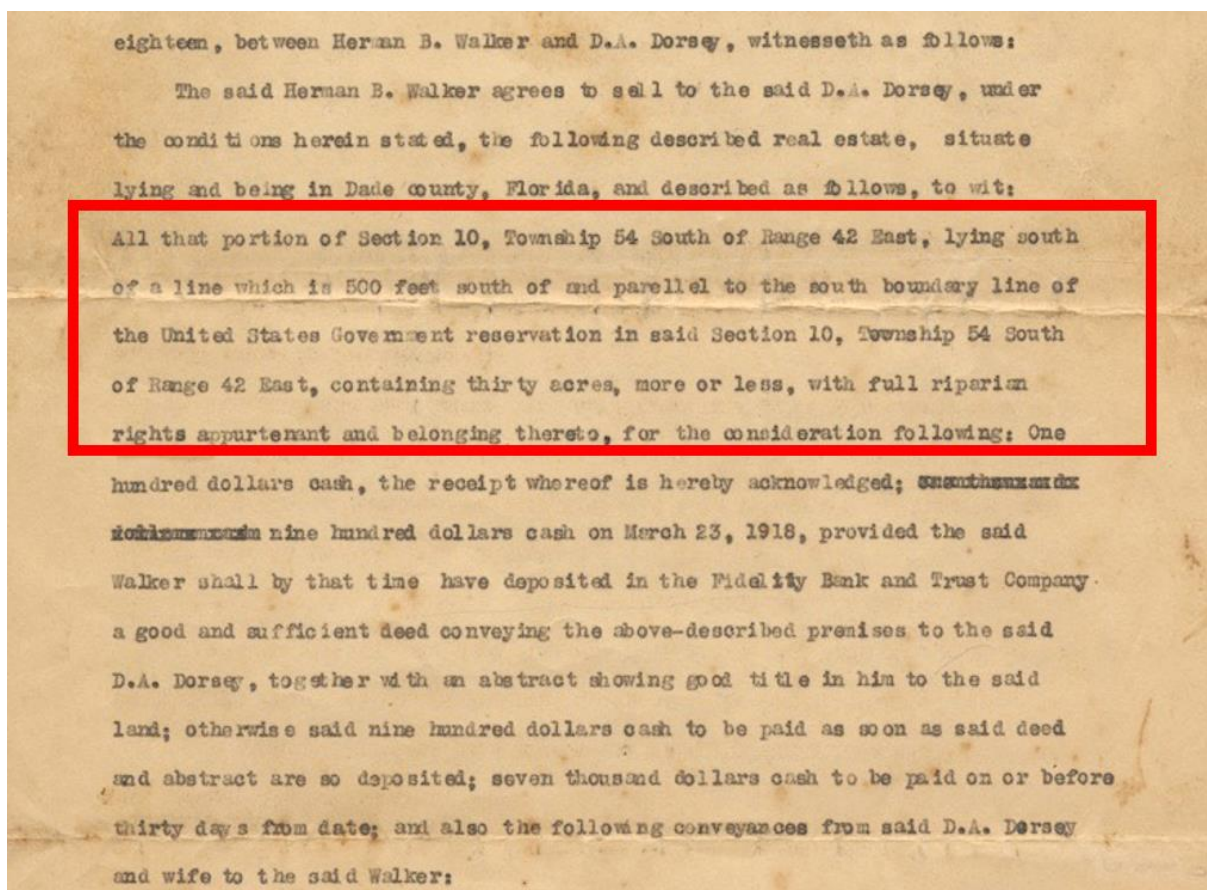 eighteen, between Herman B. Walker and D.A. Dorsey, witnesseth as follows:
The said Herman B. Walker agrees to sell to the said D.A. Dorsey, under
the conditions herein stated, the following described real estate, situate
lying and being in Dade county, Florida, and described as follows, to wit:
All that portion of Section 10, Township 54 South of Range 42 East, lying south
of a line which is 500 feet south of and parellel to the south boundary line of
the United States Government reservation in said Section 10, Township 54 South
of Range 42 East, containing thirty acres, more or less, with full riparian
rights appurtenant and belonging thereto, for the consideration following: One
hundred dollars cash, the receipt whereof is hereby acknowledged;
nine hundred dollars cash on March 23, 1918, provided the said
Walker shall by that time have deposited in the Fidelity Bank and Trust Company
a good and sufficient deed conveying the above-described premises to the said
D.A. Dorsey, together with an abstract showing good title in him to the said
land; otherwise said nine hundred dollars cash to be paid as soon as said deed
and abstract are so deposited; seven thousand dollars cash to be paid on or before
thirty days from date; and also the following conveyances from said D.A. Dorsey
and wife to the said Walker: